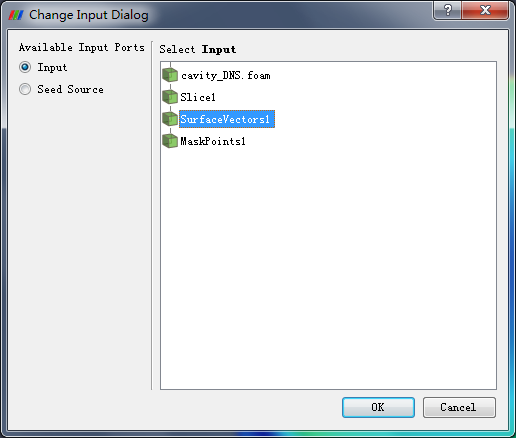 Change Input Dialog
Available Input Ports
Input
Seed Source
Select Input
cavity_DNS.foam
Slice1
SurfaceVectors1
MaskPoints1
OK
Cancel